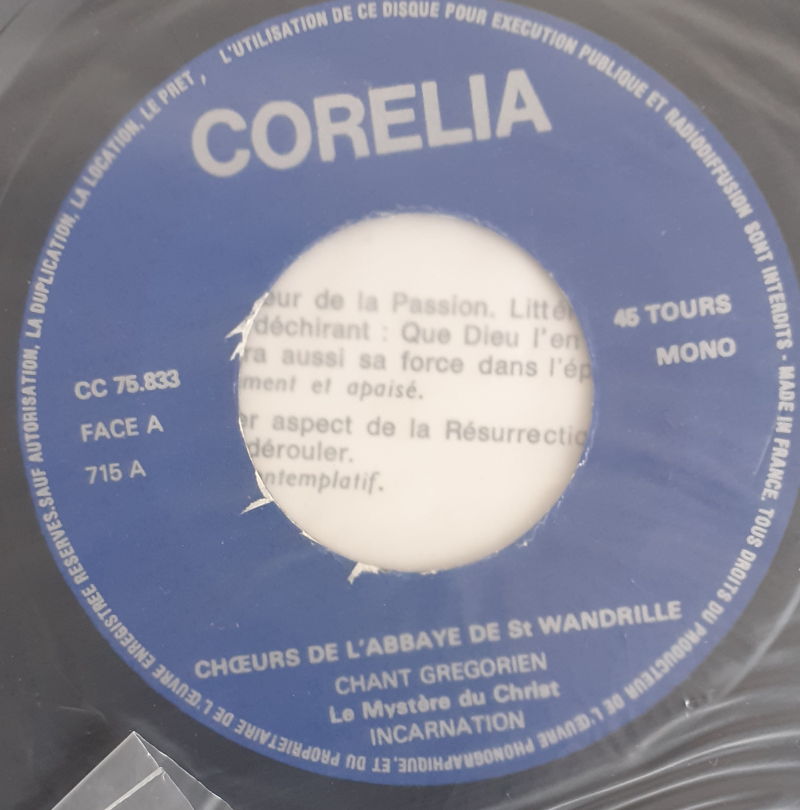 CORELIA
45 TOURS
MONO
CC 75.833
FACE A
715 A
CHŒURS DE L'ABBAYE DE St WANDRILLE
CHANT GREGORIEN
Le Mystère du Christ
INCARNATION
MADE IN FRANCE. TOUS DROITS DU PRODUCTEUR DE L'ŒUVRE PHONOGRAPHIQUE, ET DU PROPRIETAIRE DE L'ŒUVRE ENREGISTREE RESERVES. SAUF AUTORISATION, LA DUPLICATION, LA LOCATION, LE PRET, L'UTILISATION DE CE DISQUE POUR EXECUTION PUBLIQUE ET RADIODIFFUSION SONT INTERDITS -
eur de la Passion. Litté
déchirant : Que Dieu l'en
ra aussi sa force dans l'ép
ment et apaisé.
er aspect de la Résurrectio
dérouler.
ntemplatif.